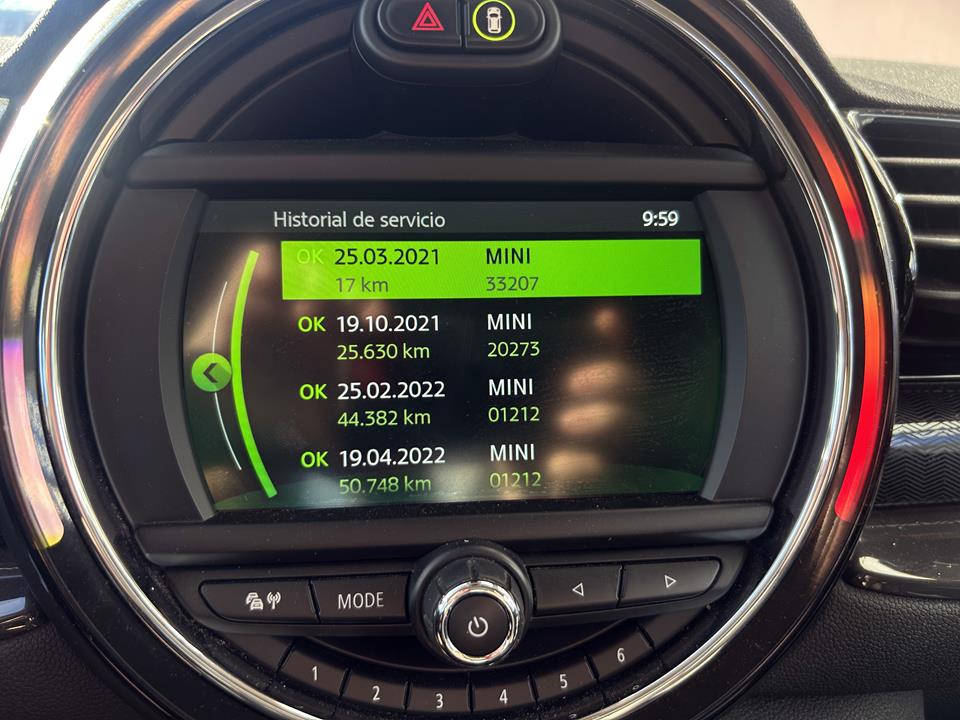 Historial de servicio 9:59
OK 25.03.2021 MINI
17 km 33207
OK 19.10.2021 MINI
25.630 km 20273
OK 25.02.2022 MINI
44.382 km 01212
OK 19.04.2022 MINI
50.748 km 01212
MODE
1 2 3 4 5 6